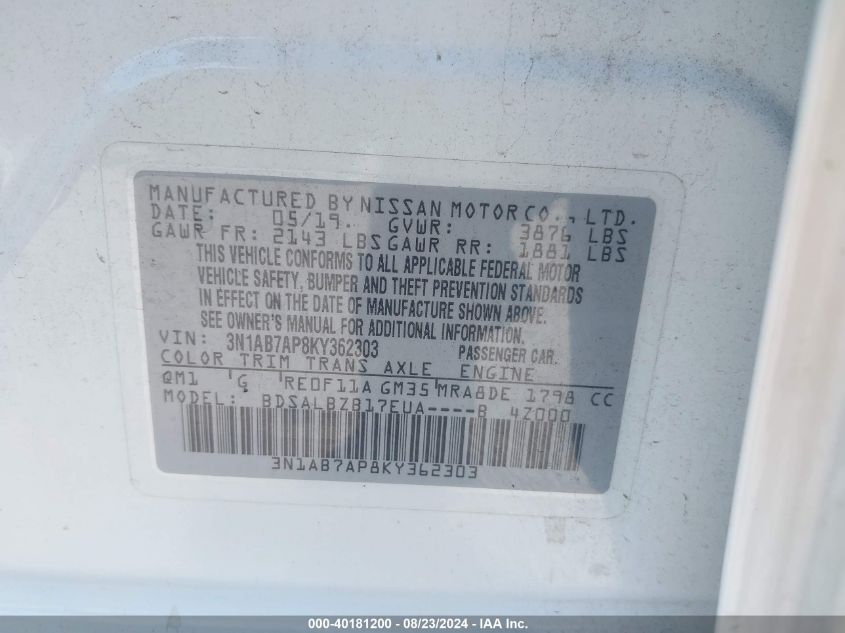 MANUFACTURED BY NISSAN MOTOR CO., LTD.
DATE: 05/19. GVWR: 3876 LBS
GAWR FR: 2143 LBS GAWR RR: 1881 LBS
THIS VEHICLE CONFORMS TO ALL APPLICABLE FEDERAL MOTOR
VEHICLE SAFETY, BUMPER AND THEFT PREVENTION STANDARDS
IN EFFECT ON THE DATE OF MANUFACTURE SHOWN ABOVE.
SEE OWNER'S MANUAL FOR ADDITIONAL INFORMATION.
VIN: 3N1AB7AP8KY362303 PASSENGER CAR.
COLOR TRIM TRANS AXLE ENGINE
QM1 G RE0F11A GM35 MRA8DE 1798 CC
MODEL: BDSALBZB17EUA----B 4Z000
3N1AB7AP8KY362303
000-40181200 - 08/23/2024 - IAA Inc.